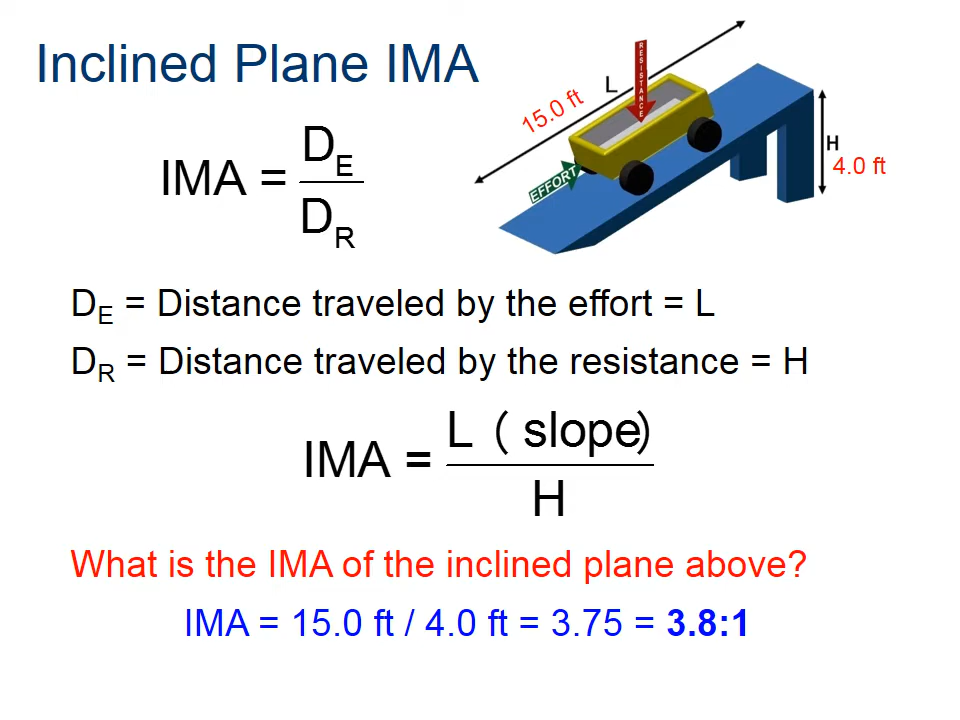 Inclined Plane IMA
RESISTANCE
L
15.0 ft
EFFORT
H
4.0 ft
IMA = D_E / D_R
D_E = Distance traveled by the effort = L
D_R = Distance traveled by the resistance = H
IMA = L (slope) / H
What is the IMA of the inclined plane above?
IMA = 15.0 ft / 4.0 ft = 3.75 = 3.8:1